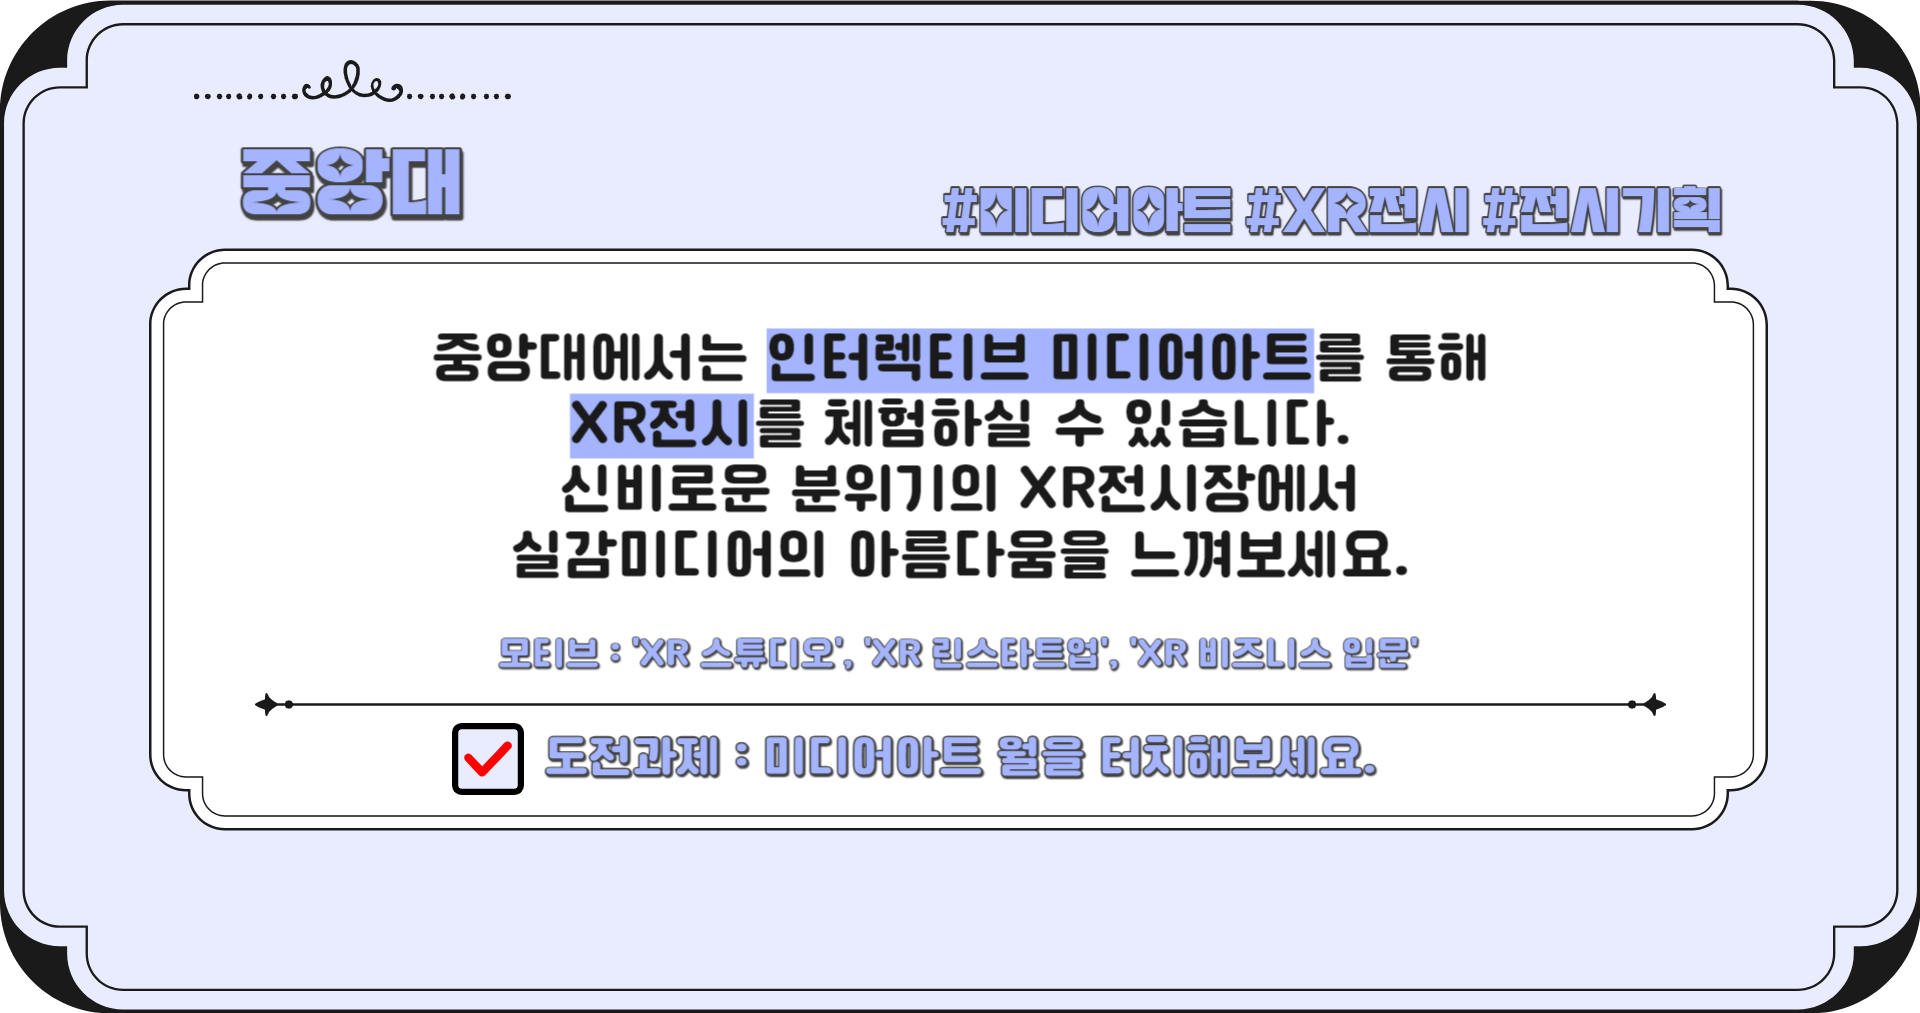 중앙대
#미디어아트 #XR전시 #전시기획
중앙대에서는 인터렉티브 미디어아트를 통해
XR전시를 체험하실 수 있습니다.
신비로운 분위기의 XR전시장에서
실감미디어의 아름다움을 느껴보세요.
모티브 : 'XR 스튜디오', 'XR 린스타트업', 'XR 비즈니스 입문'
도전과제 : 미디어아트 월을 터치해보세요.